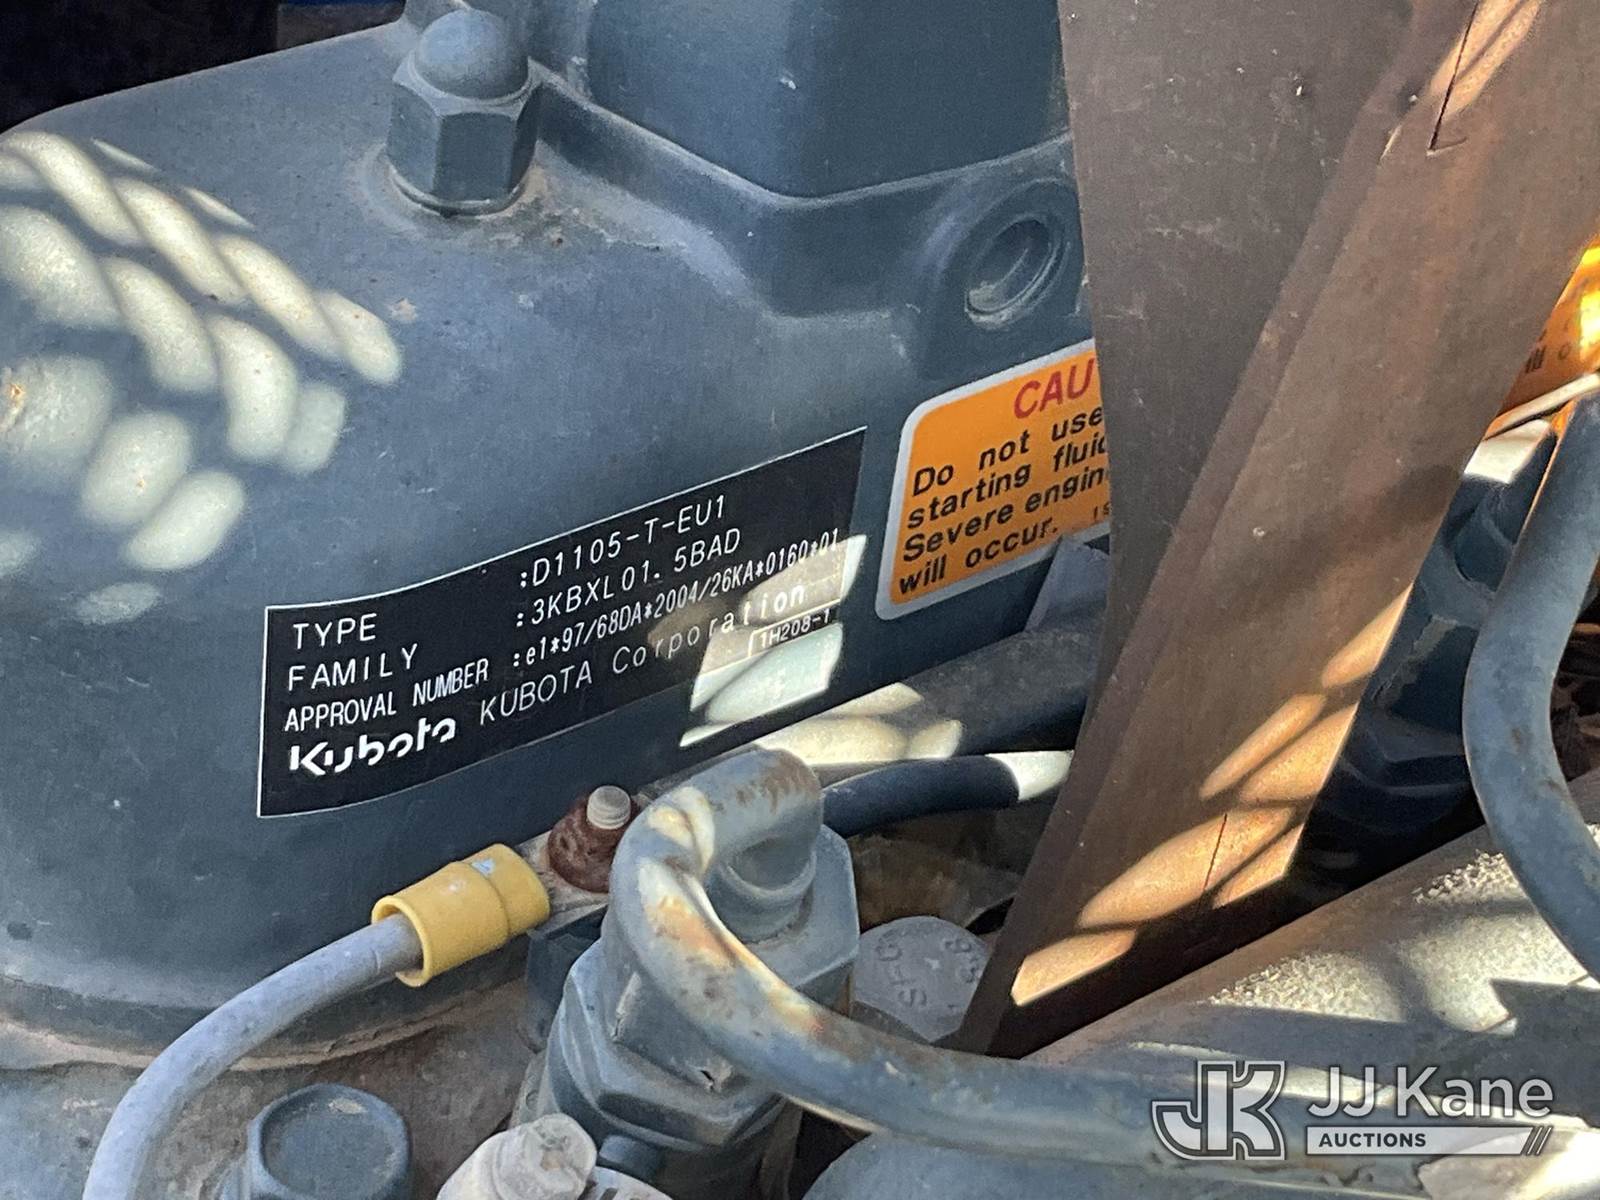 TYPE :D1105-T-EU1
FAMILY :3KBXL01.5BAD
APPROVAL NUMBER :e1*97/68DA*2004/26KA*0160*01
Kubota KUBOTA Corporation
1H208-1
CAU
Do not use
starting fluid
Severe engin
will occur.
JJ Kane
AUCTIONS